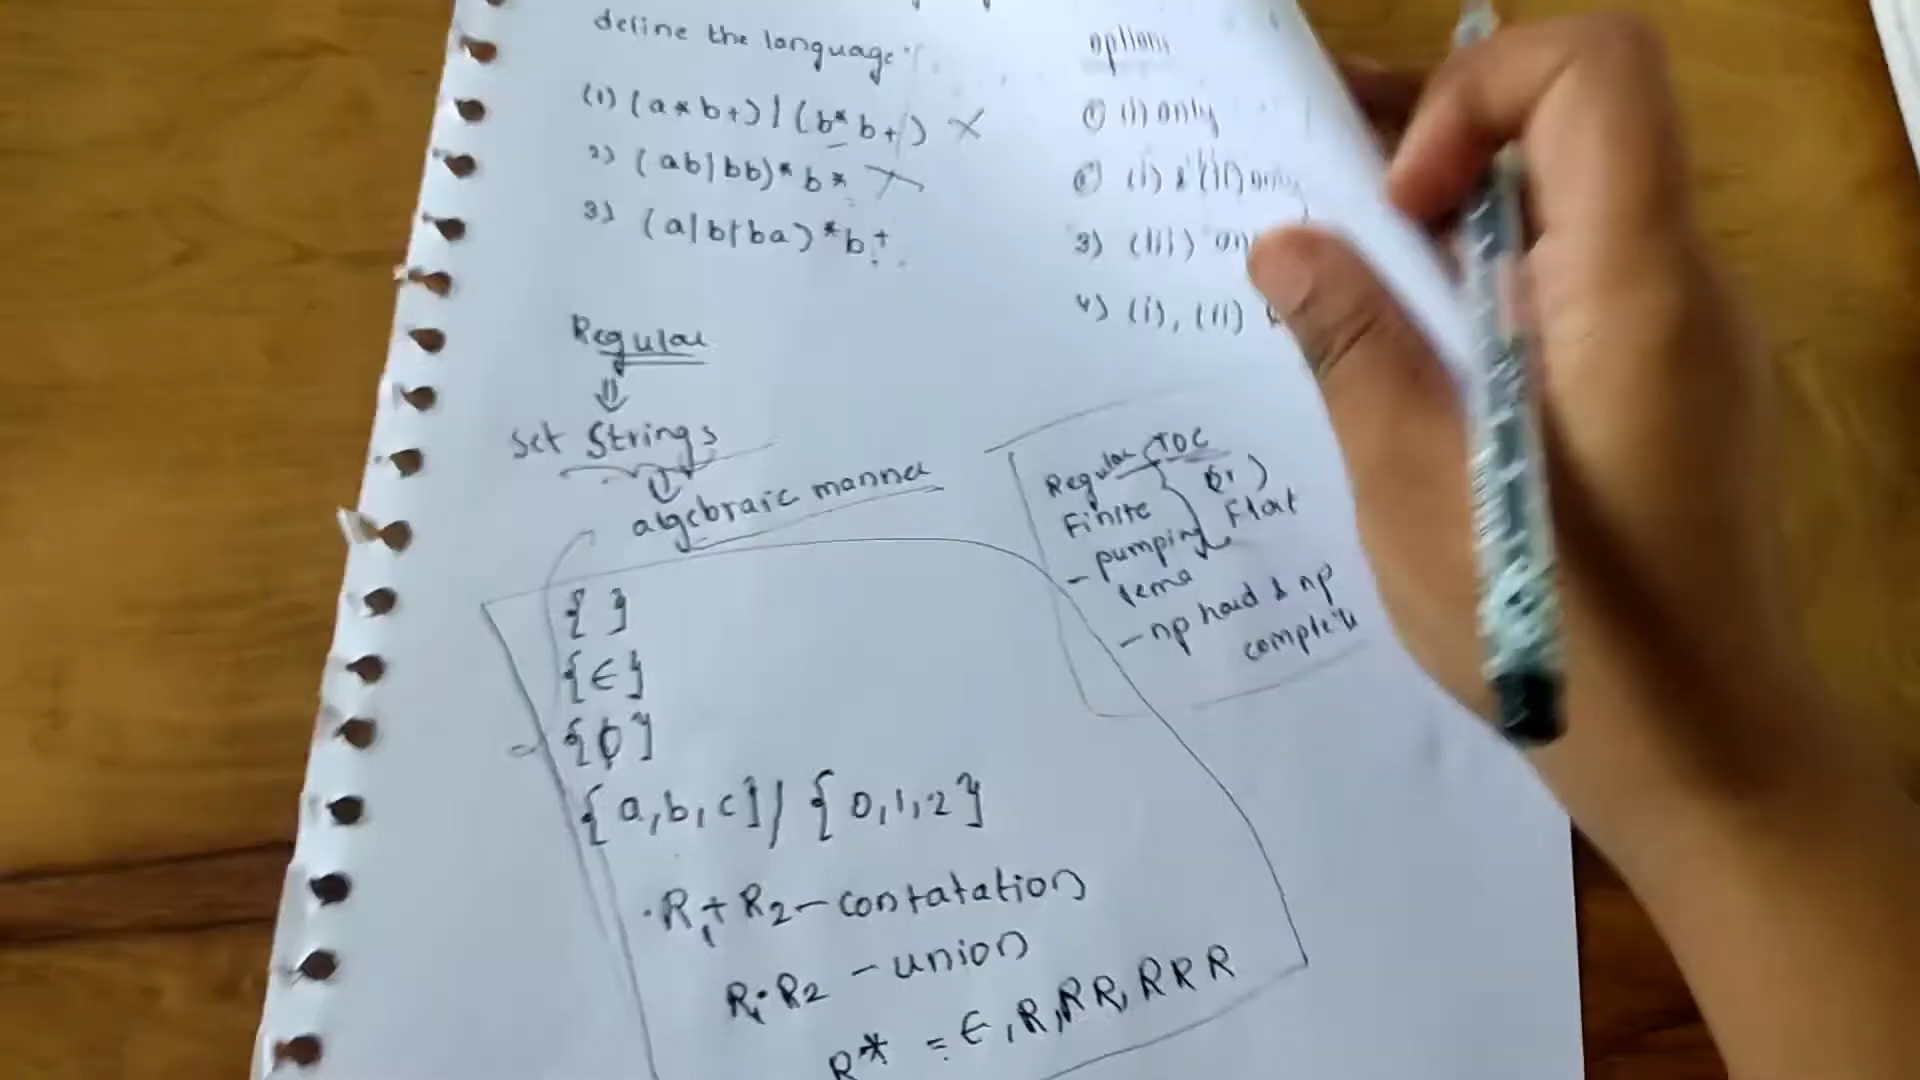 define the language
(1) (a*b+) | (b*b+) X
2) (ab|bb)*b* X
3) (a|b|ba)*b+
options
(i) only
(i) & (ii) only
3) (iii)
4) (i), (ii)
Regular
⇓
Set Strings
⇓
algebraic manner
Regular TOC
Finite (or)
- pumping Flat
lema
- np hard & np
complete
{ }
{∈}
{ϕ}
{a,b,c} / {0,1,2}
.R1+R2-contatation
R1.R2 - union
R* = ∈,R,RR,RRR